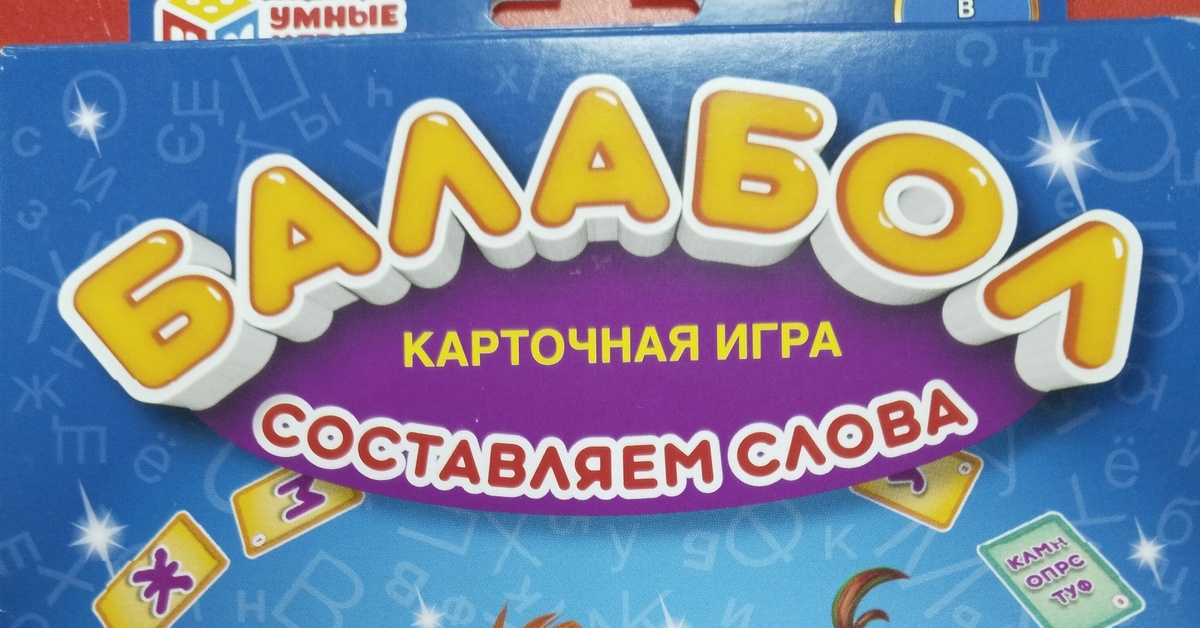 УМНЫЕ
В
БАЛАБОЛ
КАРТОЧНАЯ ИГРА
СОСТАВЛЯЕМ СЛОВА
М
Ж
КЛМН
ОПРС
ТУФ